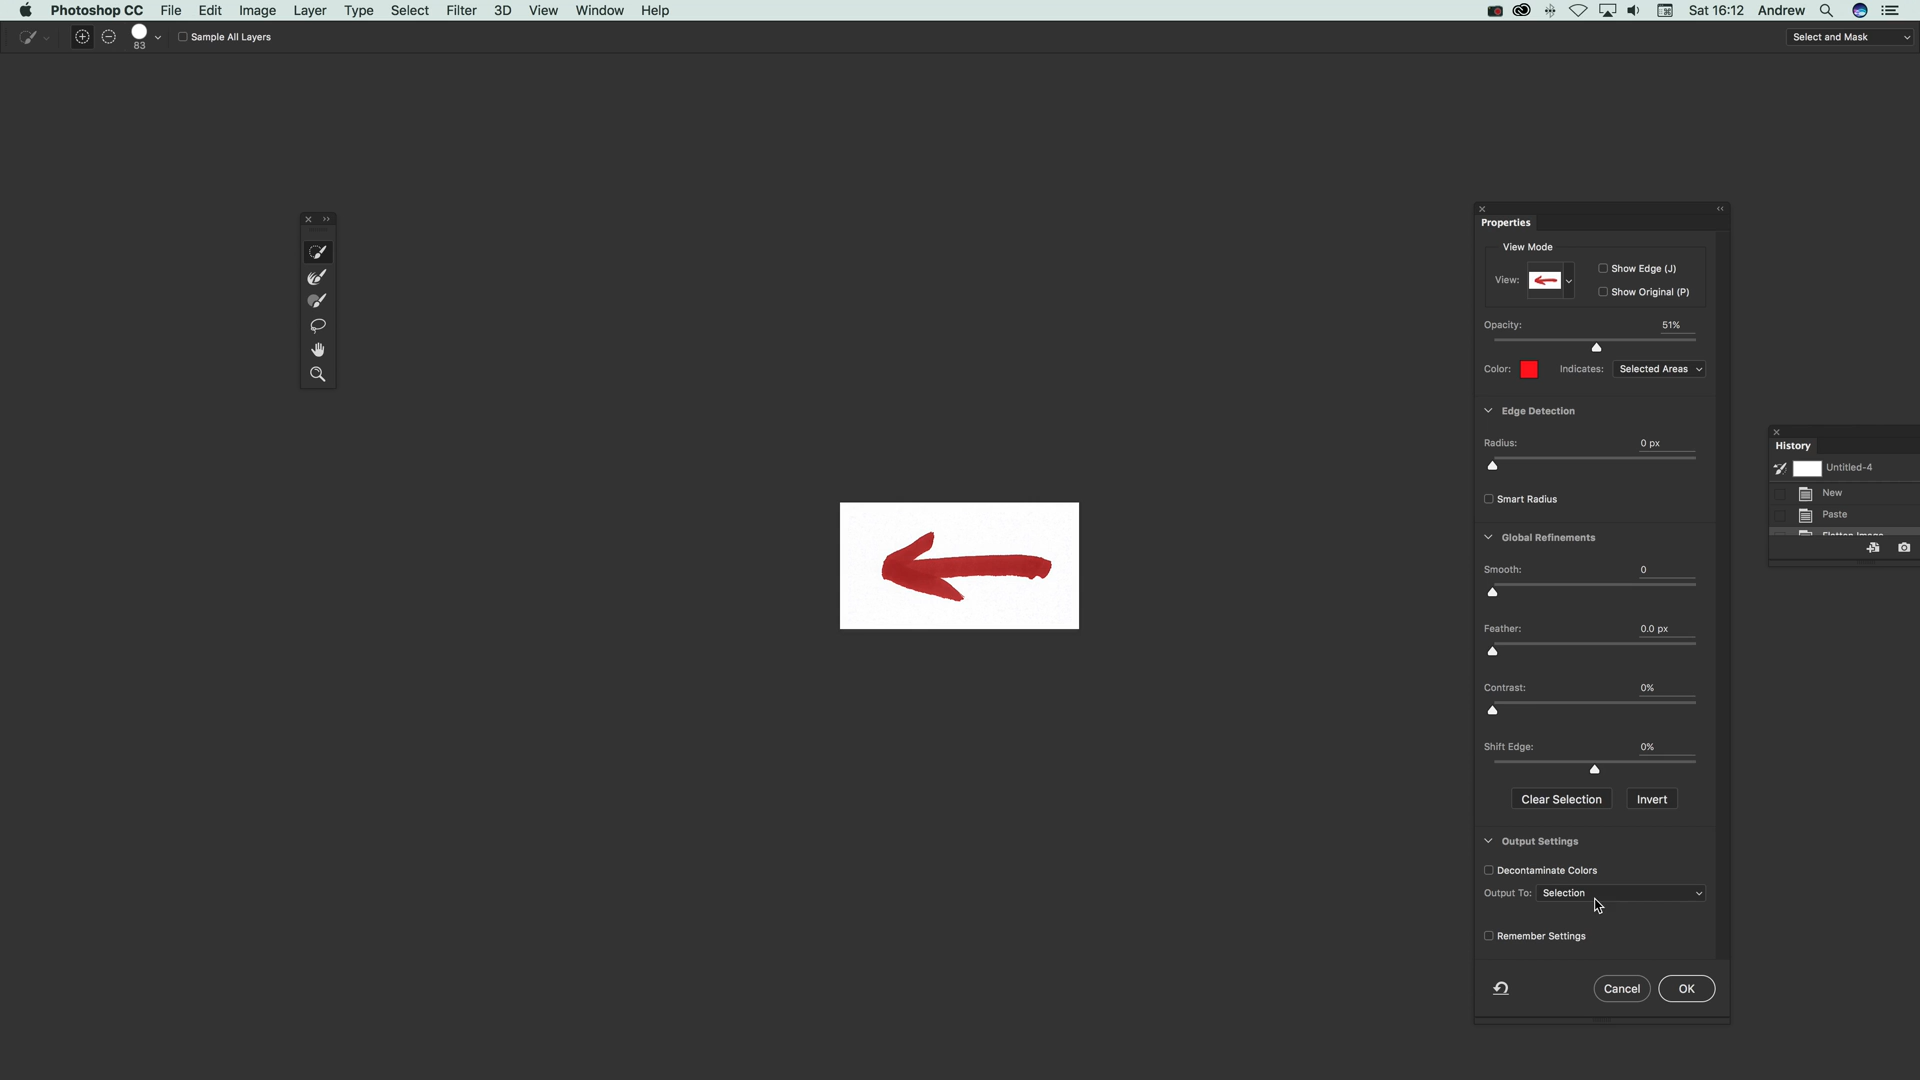 Photoshop CC File Edit Image Layer Type Select Filter 3D View Window Help Sat 16:12 Andrew
83 Sample All Layers Select and Mask
Properties
View Mode
View: Show Edge (J)
Show Original (P)
Opacity: 51%
Color: Indicates: Selected Areas
Edge Detection
Radius: 0 px
Smart Radius
Global Refinements
Smooth: 0
Feather: 0.0 px
Contrast: 0%
Shift Edge: 0%
Clear Selection Invert
Output Settings
Decontaminate Colors
Output To: Selection
Remember Settings
Cancel OK
History
Untitled-4
New
Paste
Flatten Image